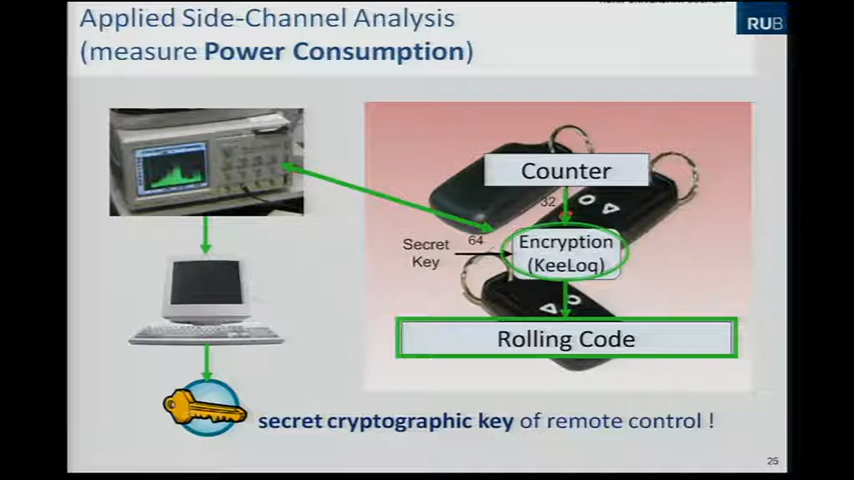 Applied Side-Channel Analysis
(measure Power Consumption)
RUB
Counter
32
Secret
Key
64
Encryption
(KeeLoq)
Rolling Code
secret cryptographic key of remote control !
25